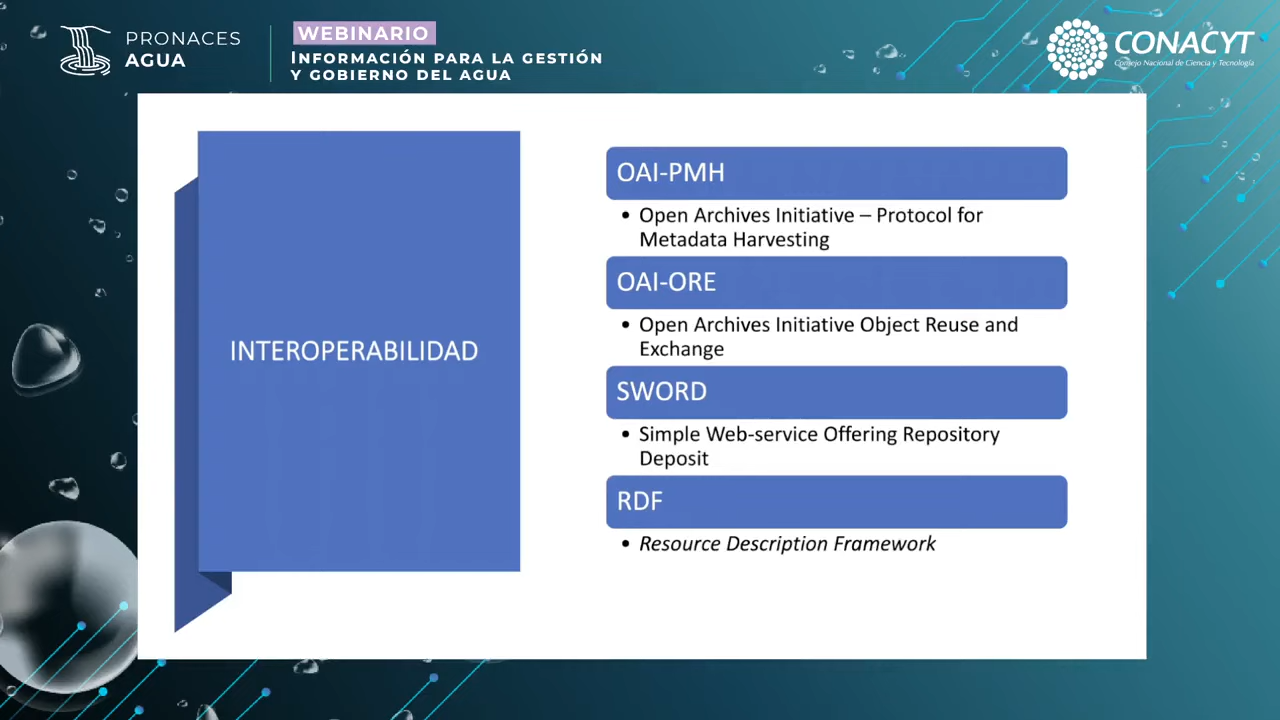 PRONACES
AGUA
WEBINARIO
INFORMACIÓN PARA LA GESTIÓN
Y GOBIERNO DEL AGUA
CONACYT
Consejo Nacional de Ciencia y Tecnología
INTEROPERABILIDAD
OAI-PMH
• Open Archives Initiative – Protocol for
Metadata Harvesting
OAI-ORE
• Open Archives Initiative Object Reuse and
Exchange
SWORD
• Simple Web-service Offering Repository
Deposit
RDF
• Resource Description Framework